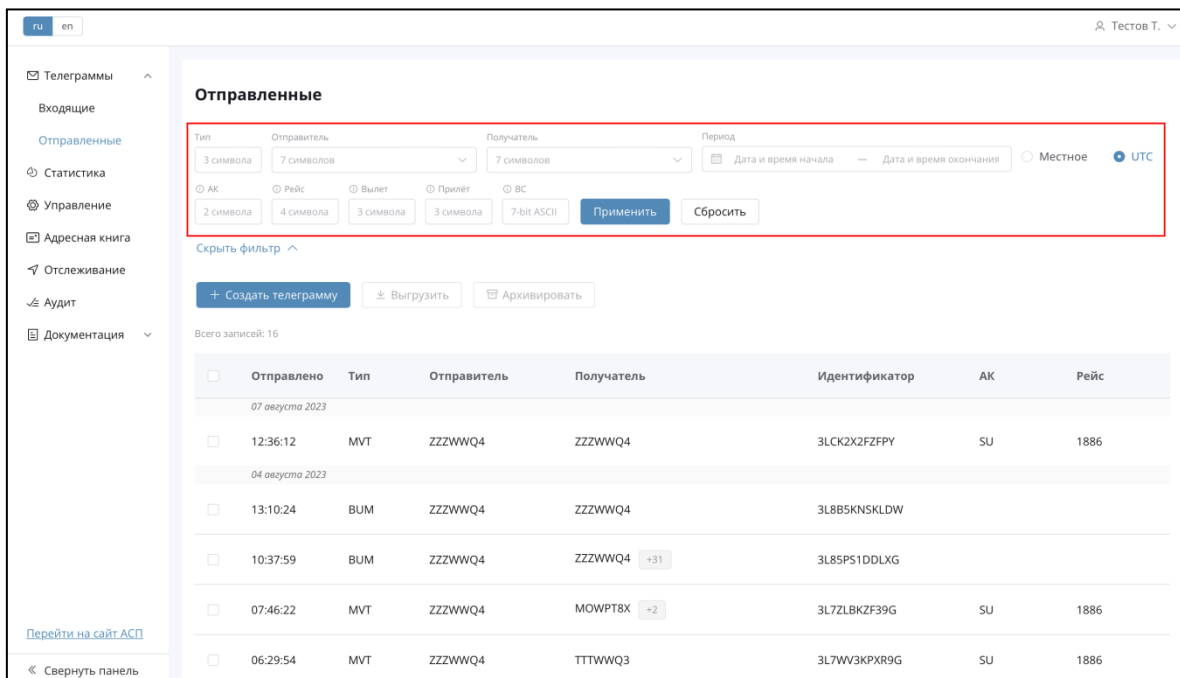 ru en
Тестов Т.
Телеграммы
Входящие
Отправленные
Статистика
Управление
Адресная книга
Отслеживание
Аудит
Документация
Перейти на сайт АСП
Свернуть панель
Отправленные
Тип Отправитель Получатель Период
3 символа 7 символов 7 символов Дата и время начала — Дата и время окончания Местное UTC
АК Рейс Вылет Прилёт ВС
2 символа 4 символа 3 символа 3 символа 7-bit ASCII Применить Сбросить
Скрыть фильтр
+ Создать телеграмму Выгрузить Архивировать
Всего записей: 16
Отправлено Тип Отправитель Получатель Идентификатор АК Рейс
07 августа 2023
12:36:12 MVT ZZZWWQ4 ZZZWWQ4 3LCK2X2FZFPY SU 1886
04 августа 2023
13:10:24 BUM ZZZWWQ4 ZZZWWQ4 3L8B5KNSKLDW
10:37:59 BUM ZZZWWQ4 ZZZWWQ4 +31 3L85PS1DDLXG
07:46:22 MVT ZZZWWQ4 MOWPT8X +2 3L7ZLBKZF39G SU 1886
06:29:54 MVT ZZZWWQ4 TTTWWQ3 3L7WV3KPXR9G SU 1886